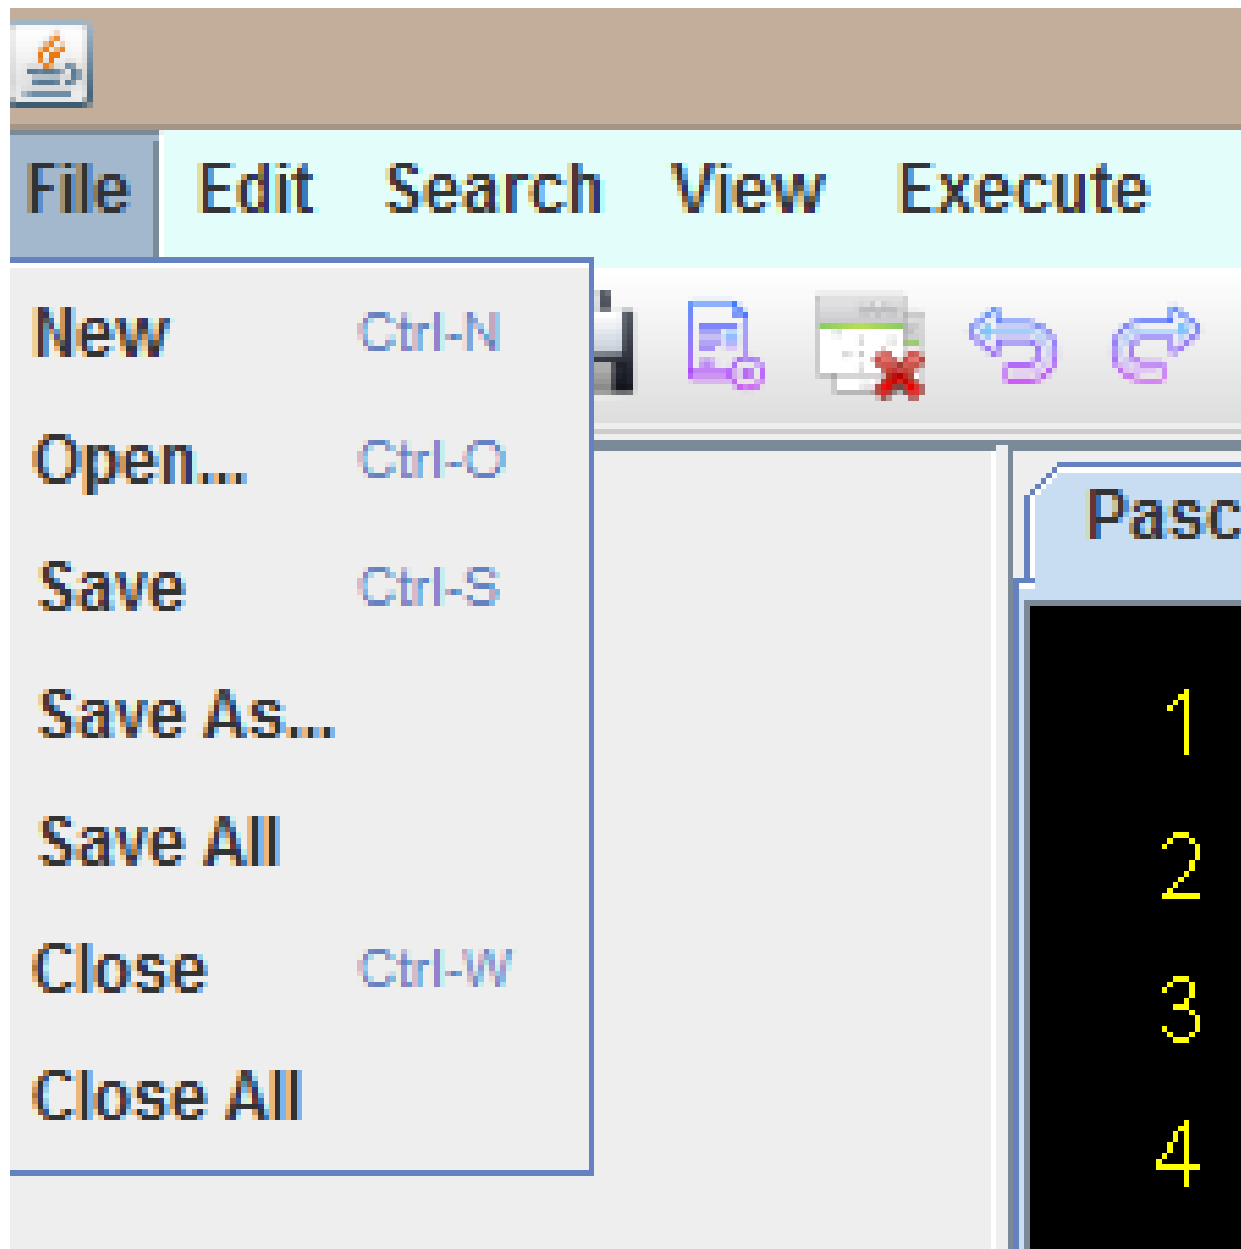 File Edit Search View Execute
New Ctrl-N
Open... Ctrl-O
Save Ctrl-S
Save As...
Save All
Close Ctrl-W
Close All
Pasc
1
2
3
4